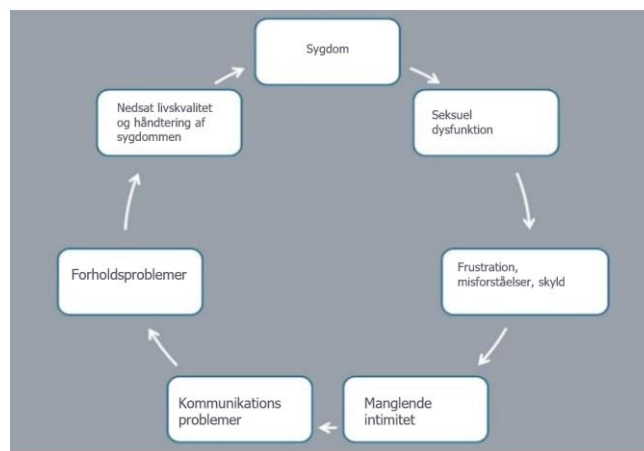 Sygdom
Seksuel
dysfunktion
Frustration,
misforståelser, skyld
Manglende
intimitet
Kommunikations
problemer
Forholdsproblemer
Nedsat livskvalitet
og håndtering af
sygdommen